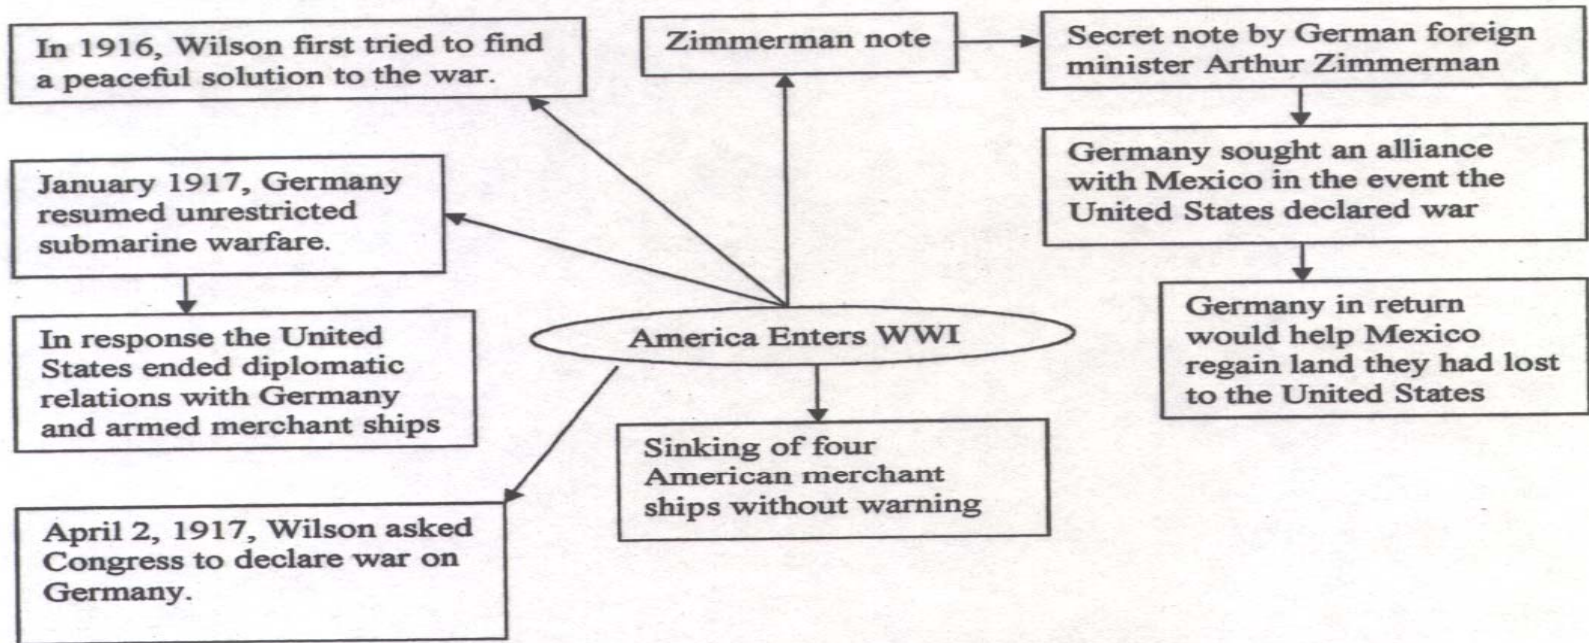 In 1916, Wilson first tried to find
a peaceful solution to the war.
Zimmerman note
Secret note by German foreign
minister Arthur Zimmerman
Germany sought an alliance
with Mexico in the event the
United States declared war
Germany in return
would help Mexico
regain land they had lost
to the United States
January 1917, Germany
resumed unrestricted
submarine warfare.
In response the United
States ended diplomatic
relations with Germany
and armed merchant ships
America Enters WWI
Sinking of four
American merchant
ships without warning
April 2, 1917, Wilson asked
Congress to declare war on
Germany.